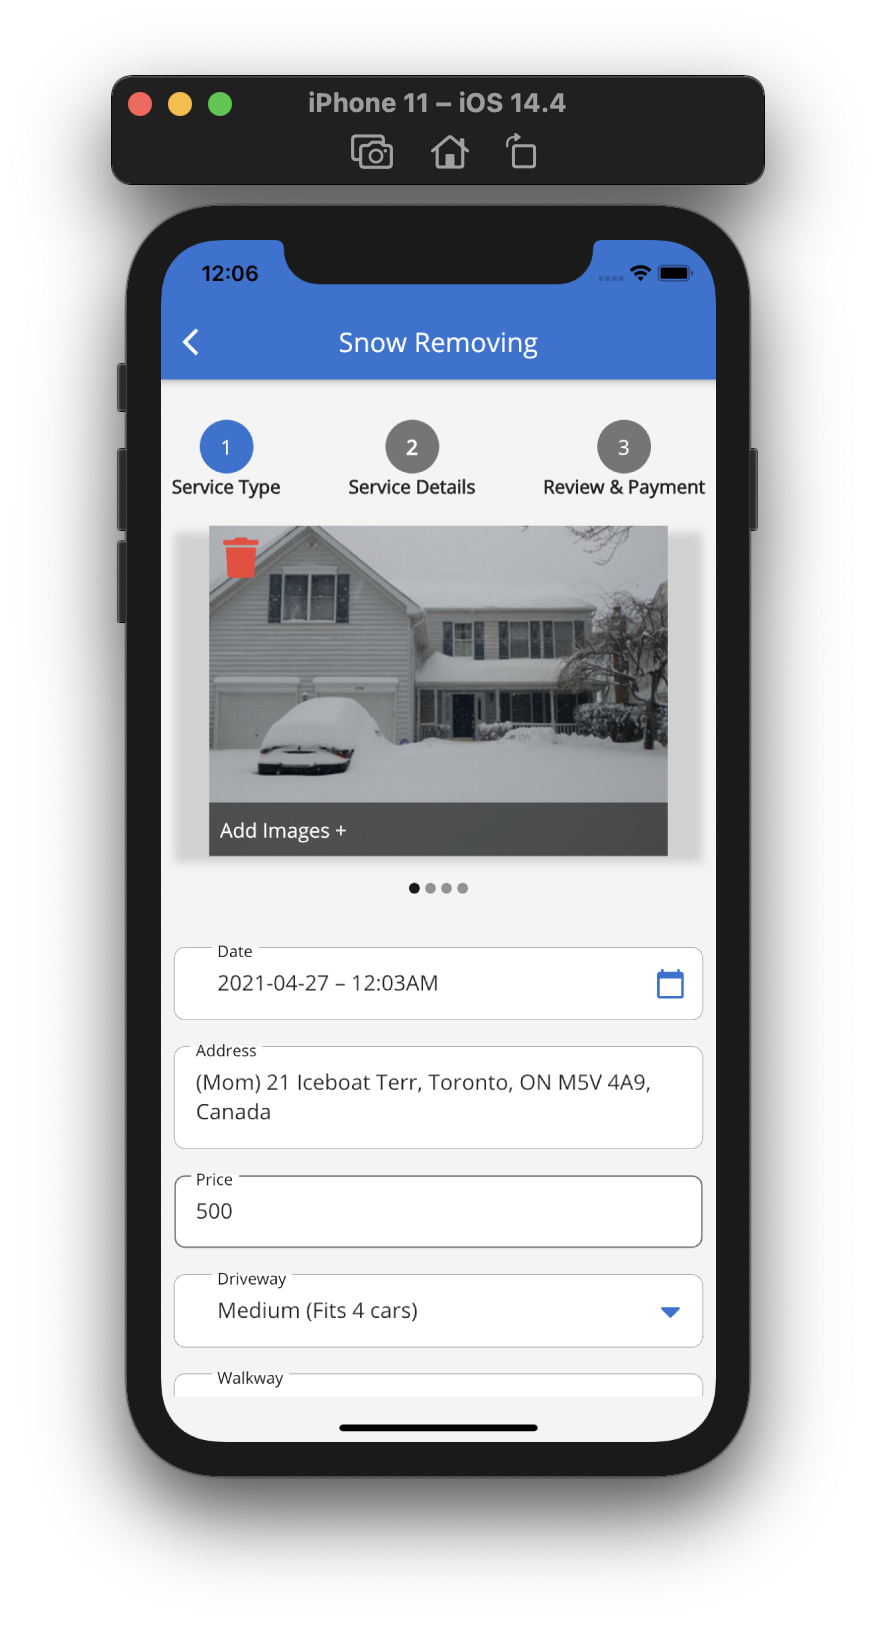 iPhone 11 – iOS 14.4
12:06
Snow Removing
1
2
3
Service Type
Service Details
Review & Payment
Add Images +
Date
2021-04-27 – 12:03AM
Address
(Mom) 21 Iceboat Terr, Toronto, ON M5V 4A9,
Canada
Price
500
Driveway
Medium (Fits 4 cars)
Walkway